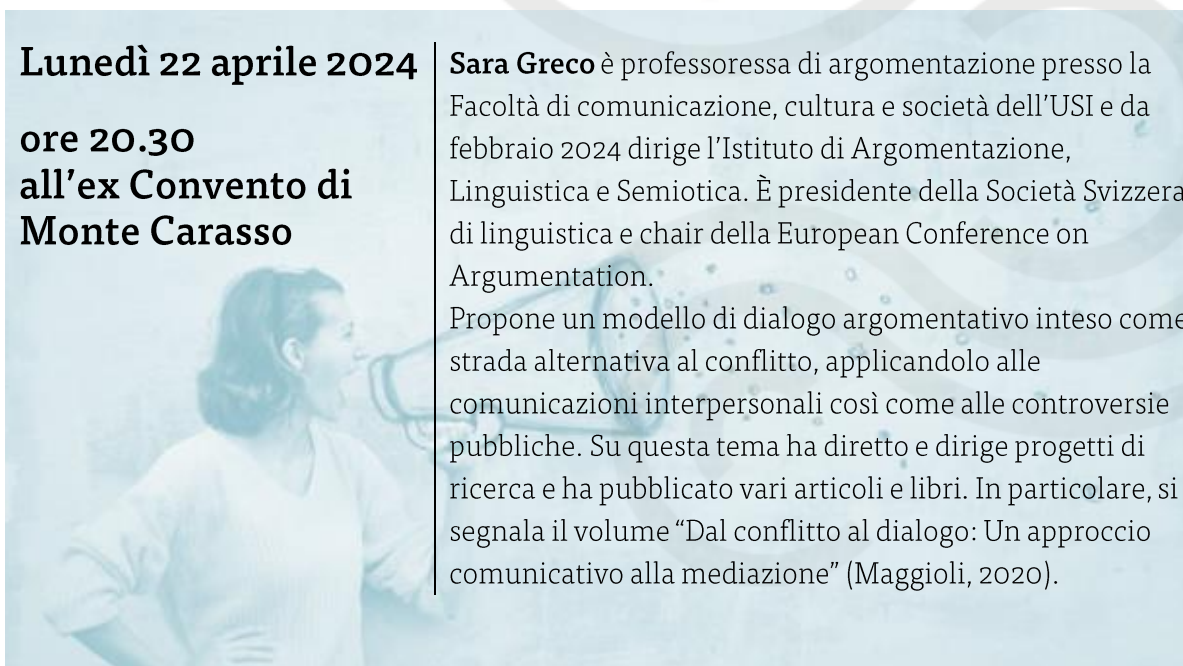 Lunedì 22 aprile 2024
ore 20.30
all’ex Convento di
Monte Carasso
Sara Greco è professoressa di argomentazione presso la
Facoltà di comunicazione, cultura e società dell’USI e da
febbraio 2024 dirige l’Istituto di Argomentazione,
Linguistica e Semiotica. È presidente della Società Svizzera
di linguistica e chair della European Conference on
Argumentation.
Propone un modello di dialogo argomentativo inteso come
strada alternativa al conflitto, applicandolo alle
comunicazioni interpersonali così come alle controversie
pubbliche. Su questa tema ha diretto e dirige progetti di
ricerca e ha pubblicato vari articoli e libri. In particolare, si
segnala il volume “Dal conflitto al dialogo: Un approccio
comunicativo alla mediazione” (Maggioli, 2020).